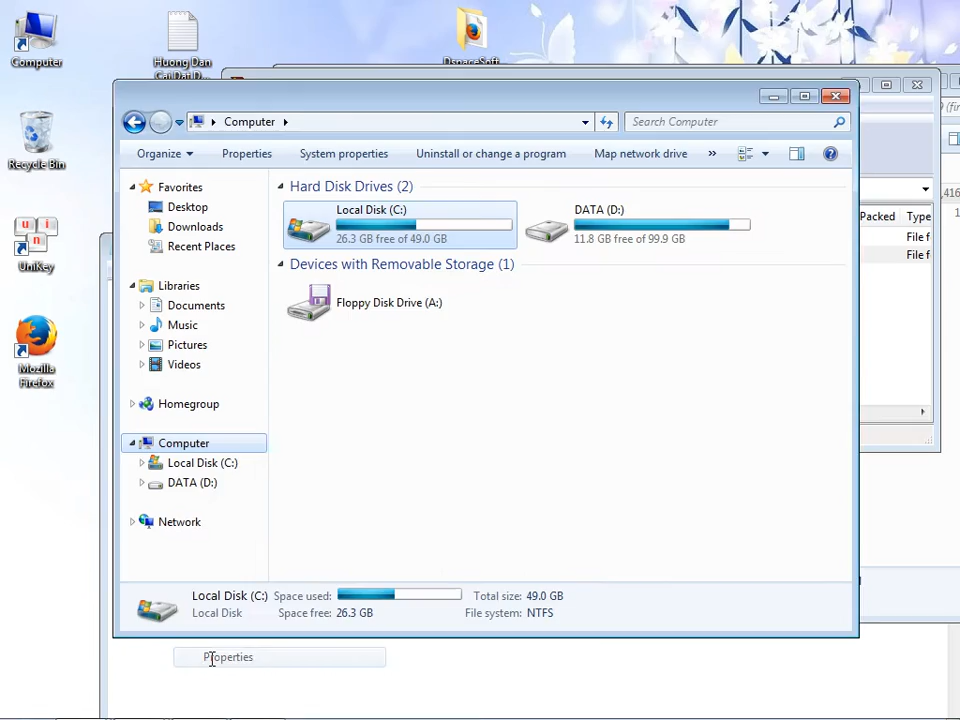 Computer
Huong Dan
Cai Dat D...
DspaceSoft
Recycle Bin
UniKey
Mozilla
Firefox
Computer
Search Computer
Organize
Properties
System properties
Uninstall or change a program
Map network drive
»
Favorites
Desktop
Downloads
Recent Places
Libraries
Documents
Music
Pictures
Videos
Homegroup
Computer
Local Disk (C:)
DATA (D:)
Network
Hard Disk Drives (2)
Local Disk (C:)
26.3 GB free of 49.0 GB
DATA (D:)
11.8 GB free of 99.9 GB
Devices with Removable Storage (1)
Floppy Disk Drive (A:)
Local Disk (C:) Space used: Total size: 49.0 GB
Local Disk Space free: 26.3 GB File system: NTFS
Properties
Packed Type
File f
File f
,416